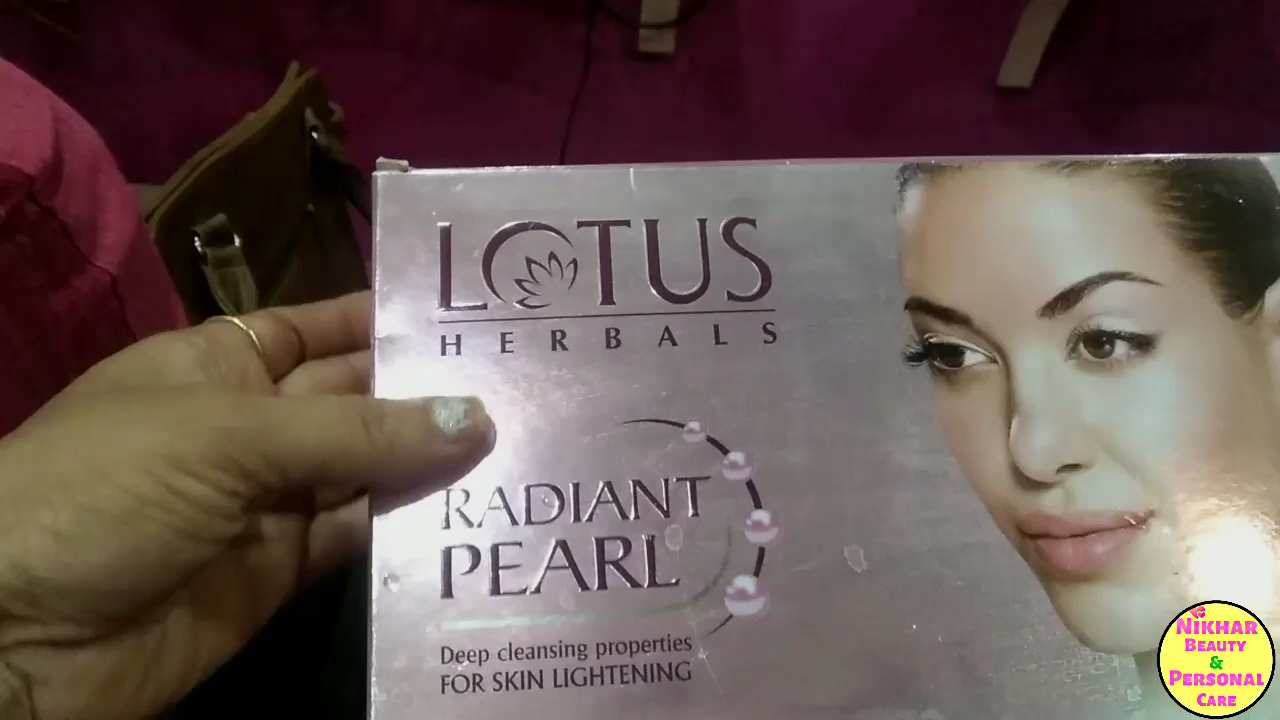 LOTUS
HERBALS
RADIANT
PEARL
Deep cleansing properties
FOR SKIN LIGHTENING
NIKHAR
BEAUTY
&
PERSONAL
CARE